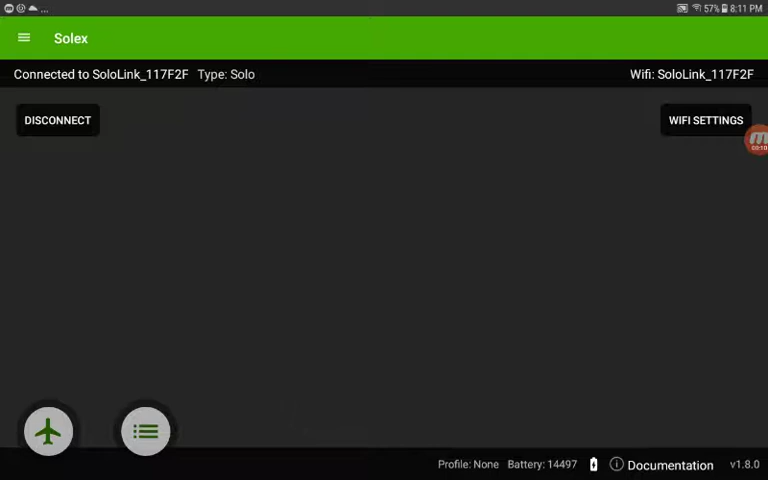 ... 57% 8:11 PM
Solex
Connected to SoloLink_117F2F Type: Solo Wifi: SoloLink_117F2F
DISCONNECT WIFI SETTINGS
Profile: None Battery: 14497 Documentation v1.8.0